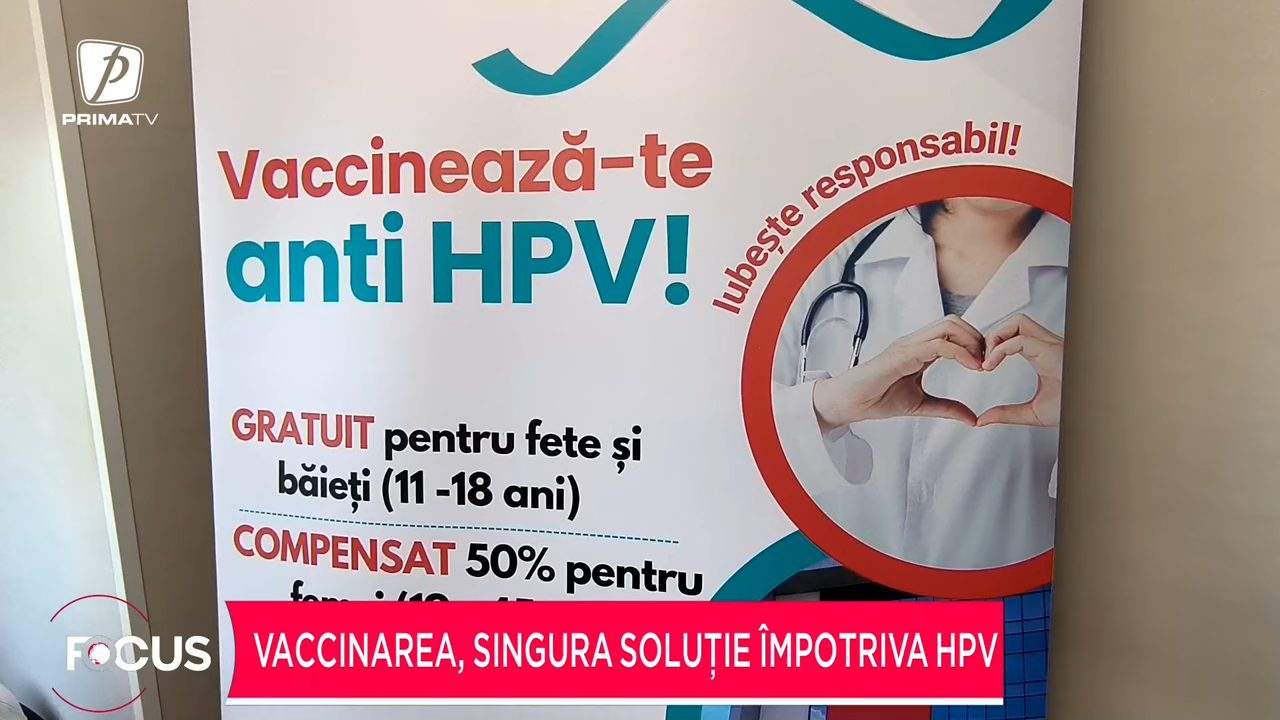 PRIMATV
Vaccinează-te
anti HPV!
Iubește responsabil!
GRATUIT pentru fete și
băieți (11 -18 ani)
COMPENSAT 50% pentru
FOCUS
VACCINAREA, SINGURA SOLUȚIE ÎMPOTRIVA HPV